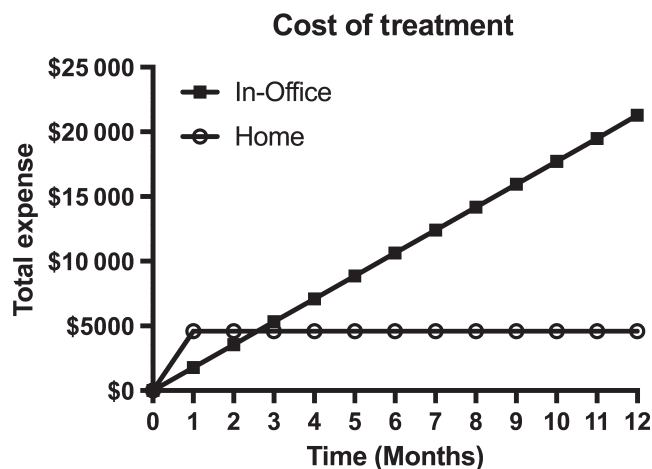 Cost of treatment
$25 000
$20 000
$15 000
$10 000
$5000
$0
Total expense
In-Office
Home
0 1 2 3 4 5 6 7 8 9 10 11 12
Time (Months)